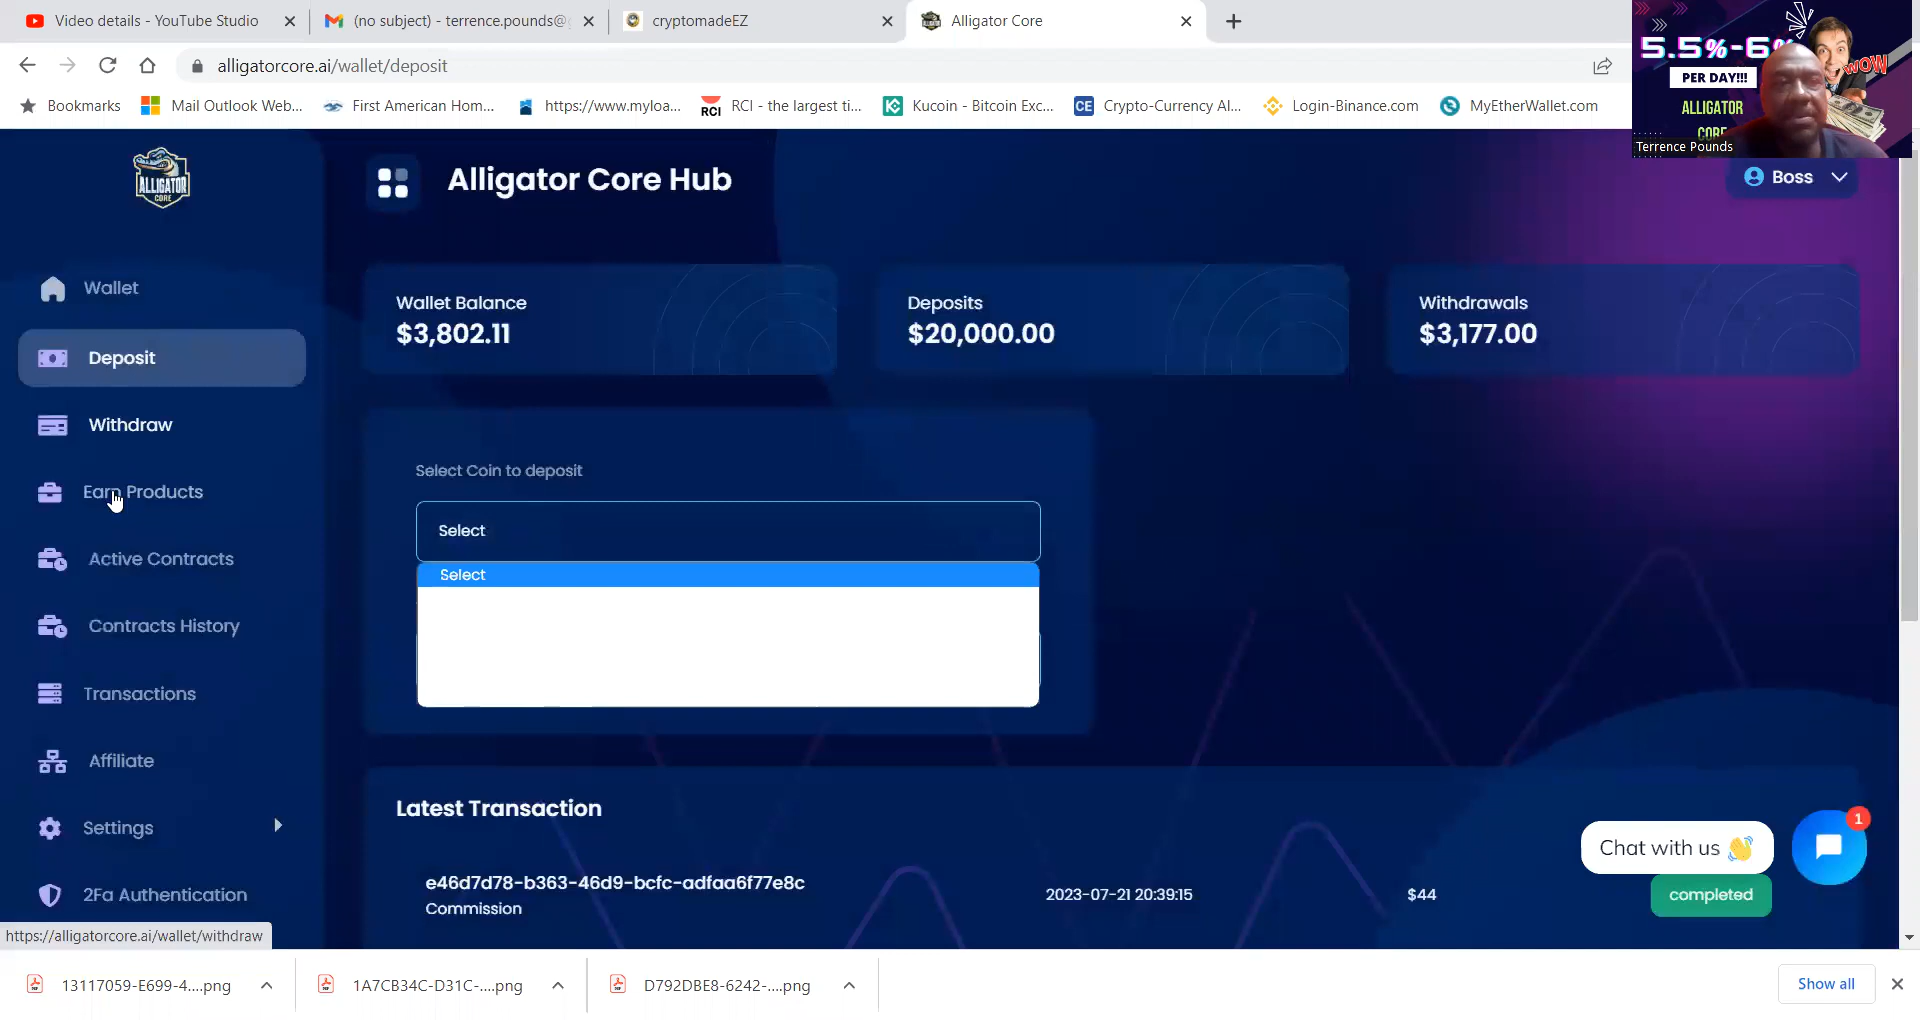 Video details - YouTube Studio
(no subject) - terrence.pounds@
cryptomadeEZ
Alligator Core
alligatorcore.ai/wallet/deposit
Bookmarks
Mail Outlook Web...
First American Hom...
https://www.myloa...
RCI
RCI - the largest ti...
Kucoin - Bitcoin Exc...
CE
Crypto-Currency Al...
Login-Binance.com
MyEtherWallet.com
5.5%-6%
PER DAY!!!
WOW
ALLIGATOR
CORE
Terrence Pounds
ALLIGATOR
CORE
Alligator Core Hub
Boss
Wallet
Deposit
Withdraw
Earn Products
Active Contracts
Contracts History
Transactions
Affiliate
Settings
2Fa Authentication
Wallet Balance
$3,802.11
Deposits
$20,000.00
Withdrawals
$3,177.00
Select Coin to deposit
Select
Select
Latest Transaction
e46d7d78-b363-46d9-bcfc-adfaa6f77e8c
Commission
2023-07-21 20:39:15
$44
completed
Chat with us
1
https://alligatorcore.ai/wallet/withdraw
13117059-E699-4....png
1A7CB34C-D31C-....png
D792DBE8-6242-....png
Show all